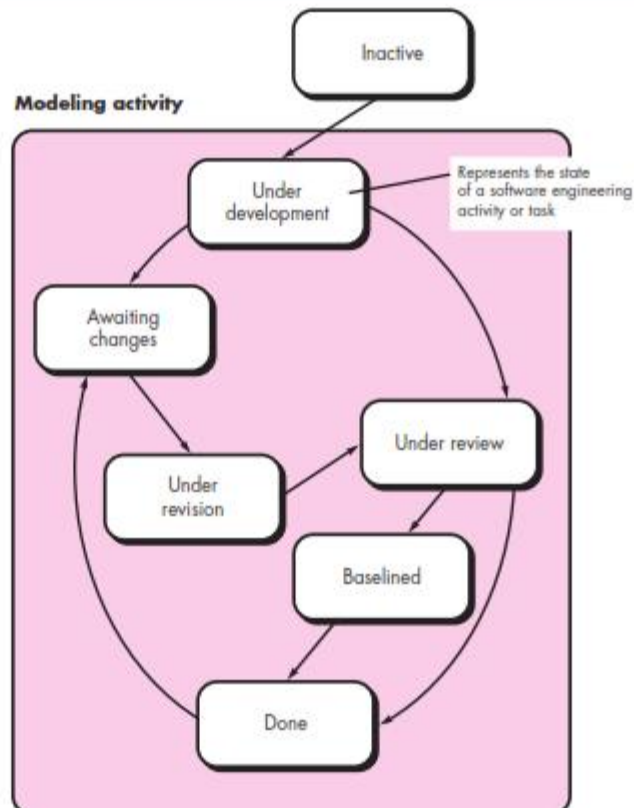 Inactive
Modeling activity
Under
development
Represents the state
of a software engineering
activity or task
Awaiting
changes
Under review
Under
revision
Baselined
Done